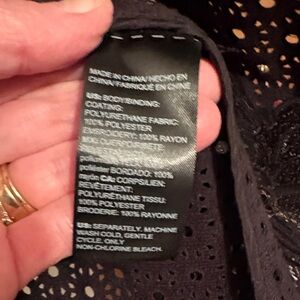 MADE IN CHINA/HECHO EN
CHINA/FABRIQUÉ EN CHINE
US: BODY/BINDING:
COATING:
POLYURETHANE FABRIC:
100% POLYESTER
EMBROIDERY: 100% RAYON
100%
poliéster BORDADO: 100%
rayón CA: CORPS/LIEN:
REVÊTEMENT:
POLYURÉTHANE TISSU:
100% POLYESTER
BRODERIE: 100% RAYONNE
US: SEPARATELY. MACHINE
WASH COLD, GENTLE
CYCLE. ONLY
NON-CHLORINE BLEACH.